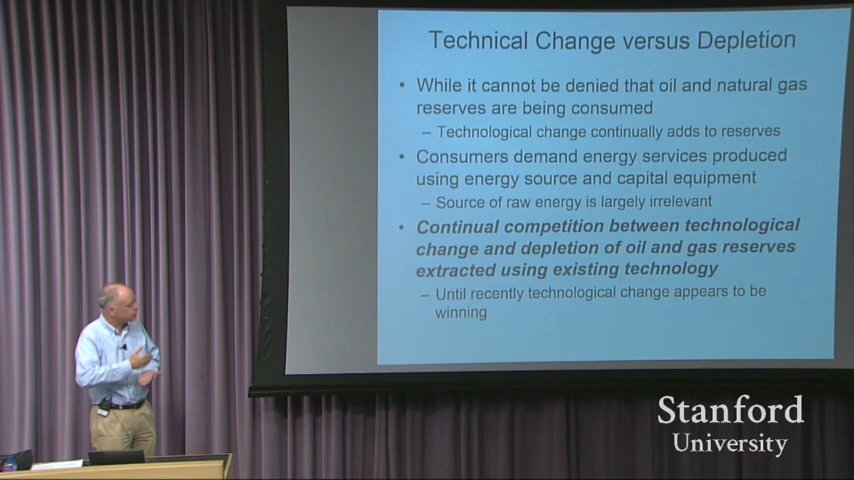 Technical Change versus Depletion
• While it cannot be denied that oil and natural gas
reserves are being consumed
– Technological change continually adds to reserves
• Consumers demand energy services produced
using energy source and capital equipment
– Source of raw energy is largely irrelevant
• Continual competition between technological
change and depletion of oil and gas reserves
extracted using existing technology
– Until recently technological change appears to be
winning
Stanford
University